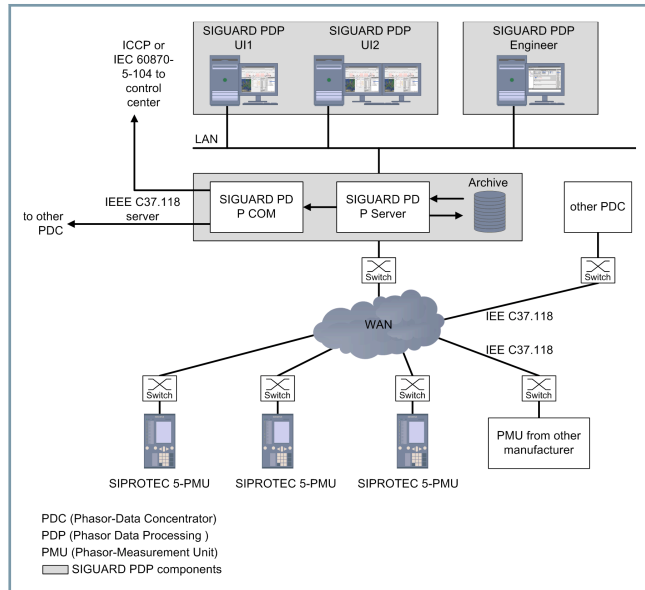 ICCP or
IEC 60870-
5-104 to
control
center
SIGUARD PDP
UI1
SIGUARD PDP
UI2
SIGUARD PDP
Engineer
LAN
IEEE C37.118
server
to other
PDC
SIGUARD PD
P COM
SIGUARD PD
P Server
Archive
other PDC
Switch
Switch
WAN
IEE C37.118
IEE C37.118
Switch
Switch
Switch
Switch
SIPROTEC 5-PMU
SIPROTEC 5-PMU
SIPROTEC 5-PMU
PMU from other
manufacturer
PDC (Phasor-Data Concentrator)
PDP (Phasor Data Processing )
PMU (Phasor-Measurement Unit)
SIGUARD PDP components